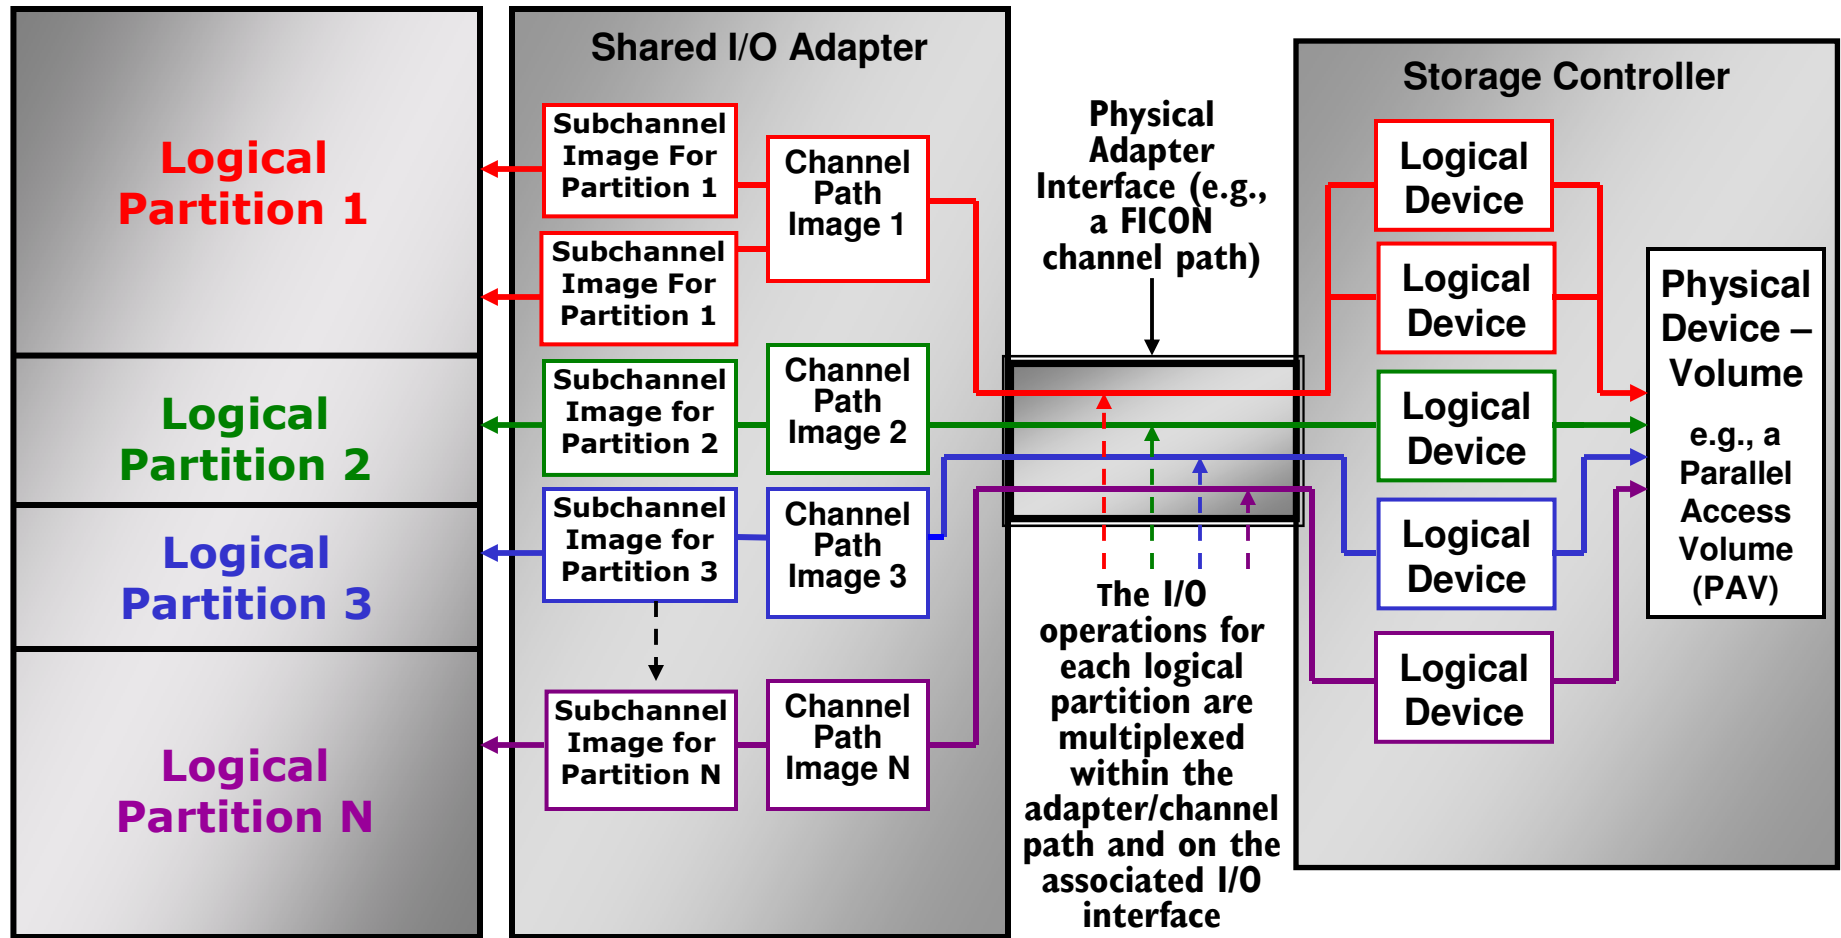 Logical
Partition 1
Logical
Partition 2
Logical
Partition 3
Logical
Partition N
Shared I/O Adapter
Subchannel
Image For
Partition 1
Subchannel
Image For
Partition 1
Subchannel
Image for
Partition 2
Subchannel
Image for
Partition 3
Subchannel
Image for
Partition N
Channel
Path
Image 1
Channel
Path
Image 2
Channel
Path
Image 3
Channel
Path
Image N
Physical
Adapter
Interface (e.g.,
a FICON
channel path)
The I/O
operations for
each logical
partition are
multiplexed
within the
adapter/channel
path and on the
associated I/O
interface
Storage Controller
Logical
Device
Logical
Device
Logical
Device
Logical
Device
Logical
Device
Physical
Device –
Volume
e.g., a
Parallel
Access
Volume
(PAV)